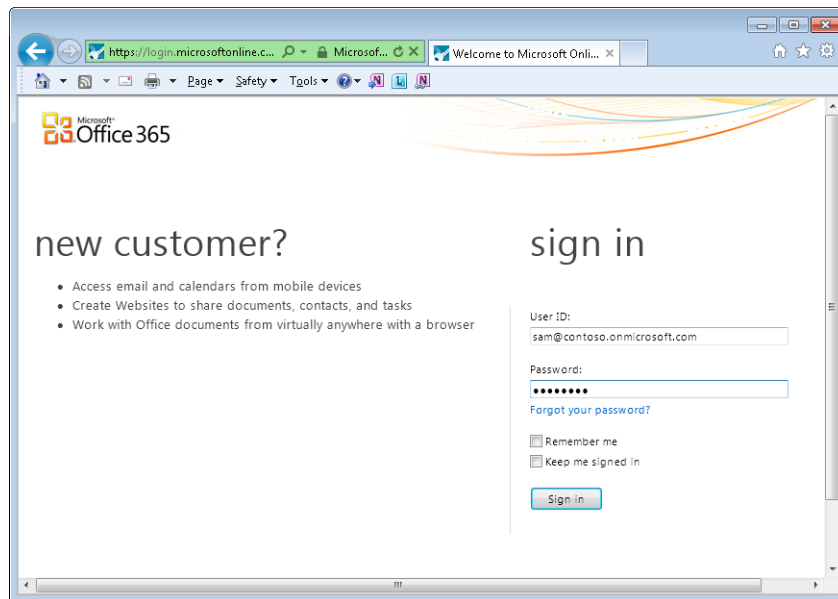 https://login.microsoftonline.c...
Microsof...
Welcome to Microsoft Onli...
Page
Safety
Tools
Microsoft
Office 365
new customer?
Access email and calendars from mobile devices
Create Websites to share documents, contacts, and tasks
Work with Office documents from virtually anywhere with a browser
sign in
User ID:
sam@contoso.onmicrosoft.com
Password:
Forgot your password?
Remember me
Keep me signed in
Sign in